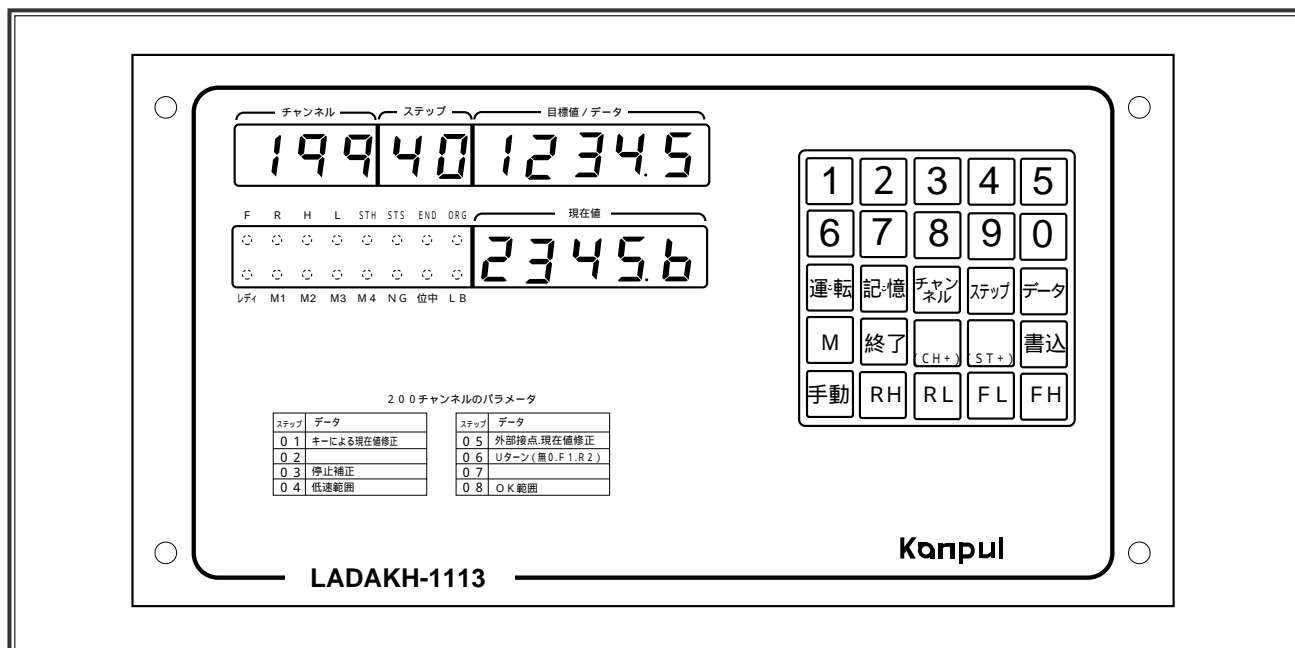 チャンネル ステップ 目標値/データ
199 40 1234.5
F R H L STH STS END ORG 現在値
2345.6
レディ M1 M2 M3 M4 NG 位中 LB
1 2 3 4 5
6 7 8 9 0
運転 記憶 チャンネル ステップ データ
M 終了 (CH+) (ST+) 書込
手動 RH RL FL FH
200チャンネルのパラメータ
ステップ データ ステップ データ
01 キーによる現在値修正 05 外部接点.現在値修正
02 06 Uターン(無0.F1.R2)
03 停止補正 07
04 低速範囲 08 OK範囲
Kanpul
LADAKH-1113